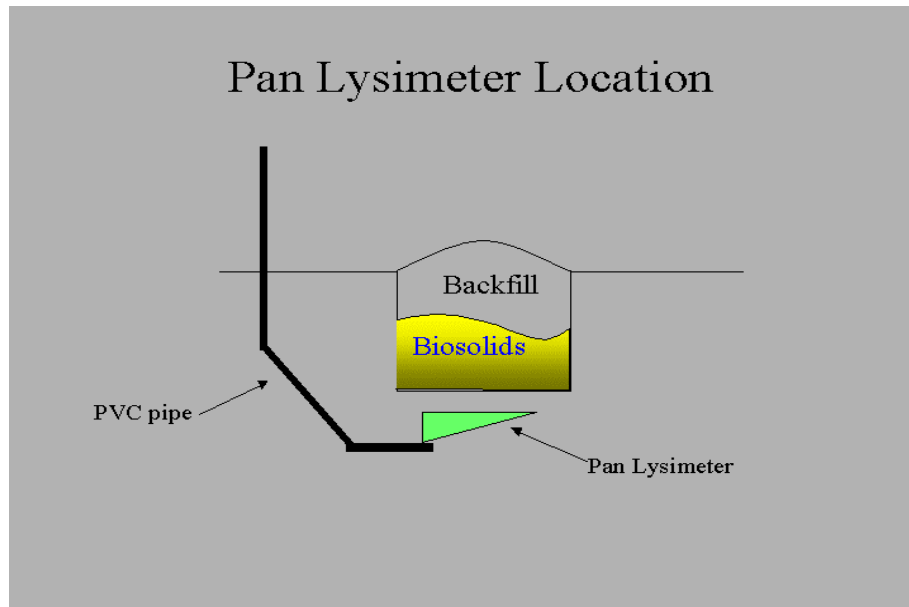 Pan Lysimeter Location
Backfill
Biosolids
PVC pipe
Pan Lysimeter